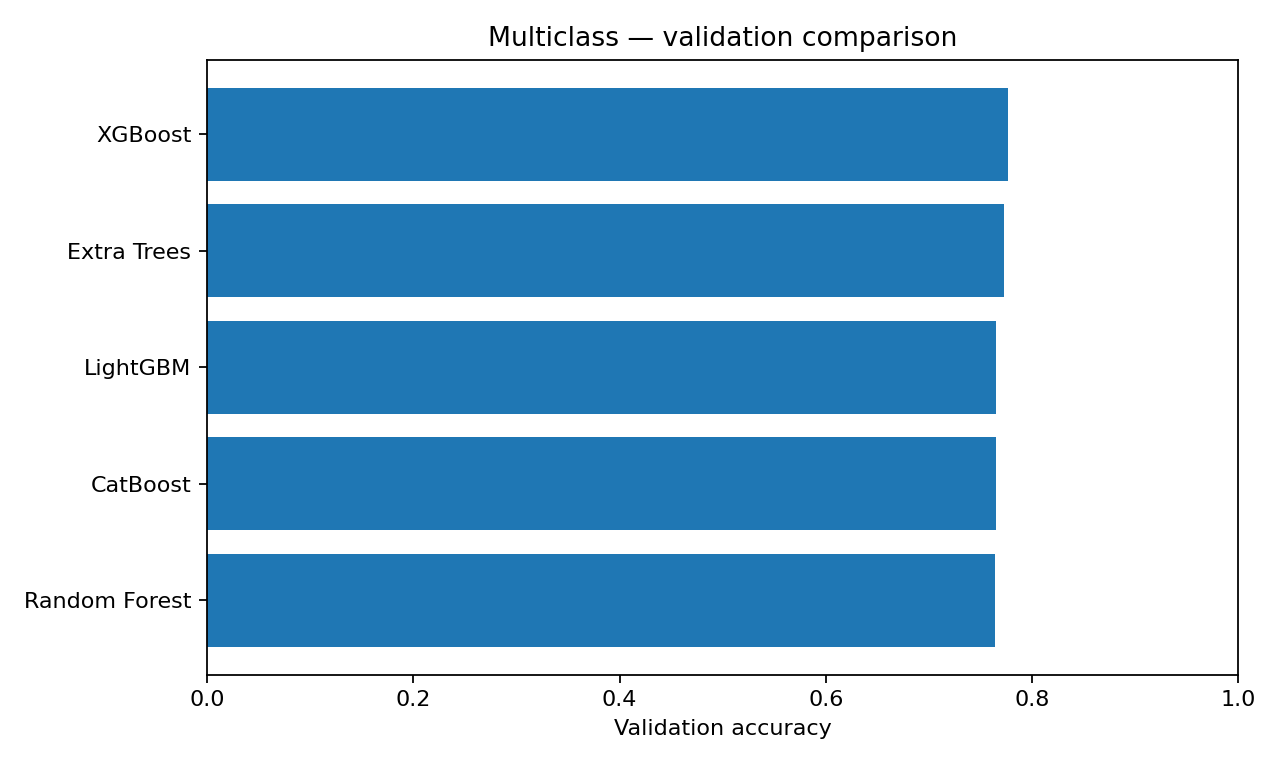 Multiclass — validation comparison
XGBoost
Extra Trees
LightGBM
CatBoost
Random Forest
0.0 0.2 0.4 0.6 0.8 1.0
Validation accuracy